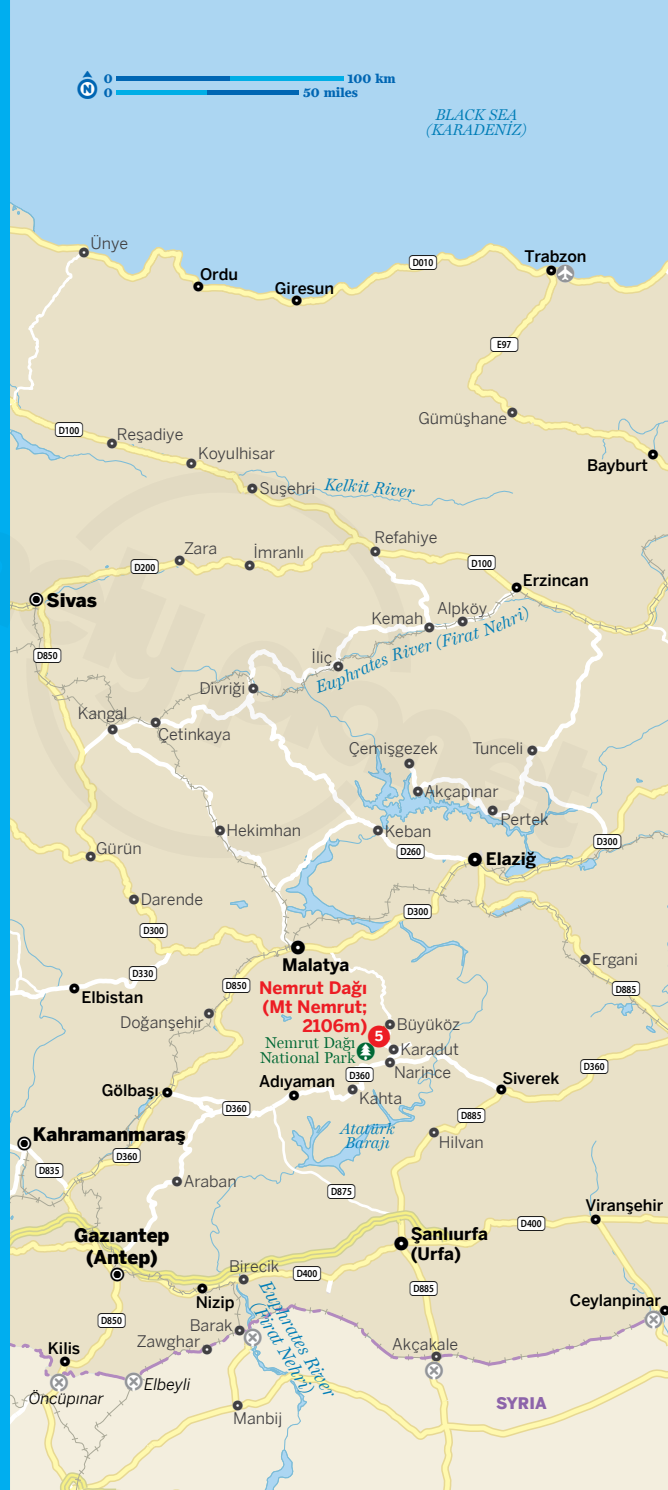 0 100 km
N
0 50 miles
BLACK SEA
(KARADENİZ)
Ünye
Ordu
Giresun
D010
Trabzon
E97
Gümüşhane
D100
Reşadiye
Koyulhisar
Bayburt
Suşehri
Kelkit River
Refahiye
Zara
İmranlı
D200
D100
Erzincan
Sivas
Kemah
Alpköy
Euphrates River (Firat Nehri)
D850
İliç
Divriği
Kangal
Çetinkaya
Çemişgezek
Tunceli
Akçapınar
Pertek
Hekimhan
Keban
D300
D260
Elaziğ
Gürün
Darende
D300
D300
Malatya
Ergani
D330
D850
D885
Elbistan
Nemrut Dağı
(Mt Nemrut;
2106m)
5
Doğanşehir
Büyüköz
Nemrut Dağı
National Park
Karadut
Narince
D360
D360
Adıyaman
Siverek
Gölbaşı
Kahta
D360
D885
Atatürk
Barajı
Hilvan
Kahramanmaraş
D360
D835
Araban
D875
Viranşehir
Gazıantep
(Antep)
Şanlıurfa
(Urfa)
D400
Birecik
D400
D885
Nizip
Ceylanpinar
Euphrates River
(Firat Nehri)
D850
Barak
Zawghar
Kilis
Akçakale
Öncüpınar
Elbeyli
SYRIA
Manbij